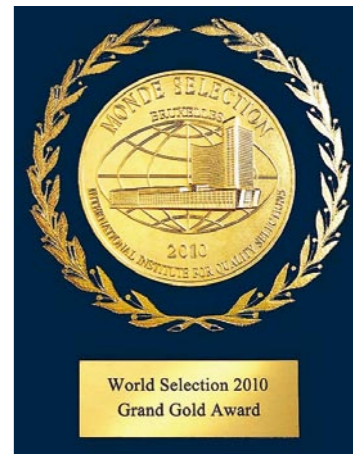 MONDE SELECTION
BRUXELLES
2010
INTERNATIONAL INSTITUTE FOR QUALITY SELECTIONS
World Selection 2010
Grand Gold Award